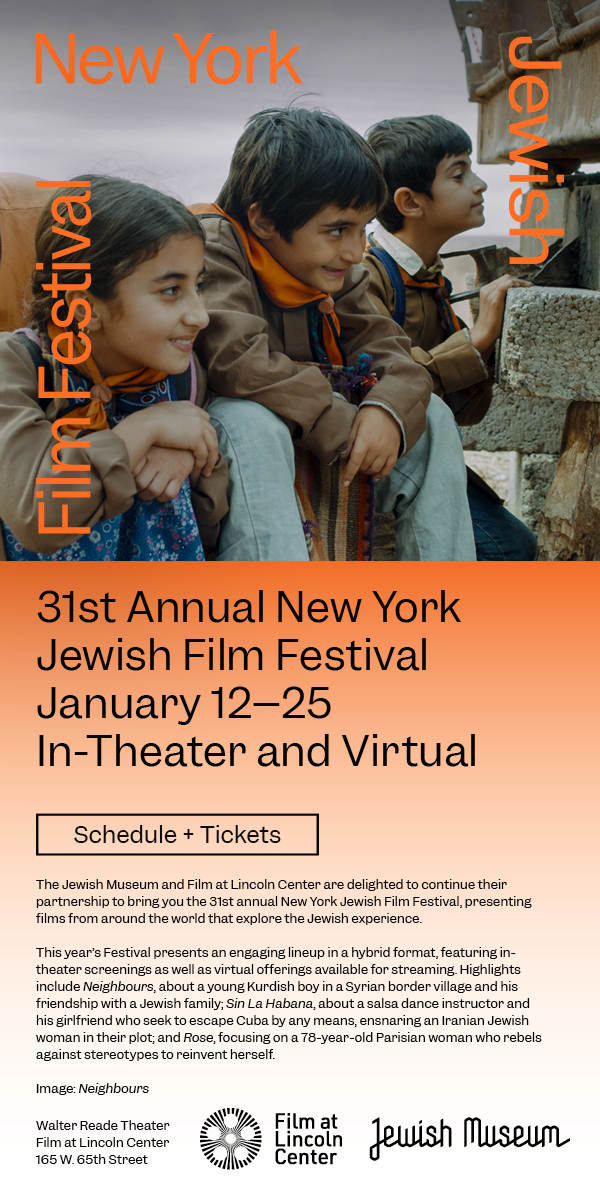 New York
Jewish
Film Festival
31st Annual New York
Jewish Film Festival
January 12–25
In-Theater and Virtual
Schedule + Tickets
The Jewish Museum and Film at Lincoln Center are delighted to continue their
partnership to bring you the 31st annual New York Jewish Film Festival, presenting
films from around the world that explore the Jewish experience.
This year’s Festival presents an engaging lineup in a hybrid format, featuring in-
theater screenings as well as virtual offerings available for streaming. Highlights
include Neighbours, about a young Kurdish boy in a Syrian border village and his
friendship with a Jewish family; Sin La Habana, about a salsa dance instructor and
his girlfriend who seek to escape Cuba by any means, ensnaring an Iranian Jewish
woman in their plot; and Rose, focusing on a 78-year-old Parisian woman who rebels
against stereotypes to reinvent herself.
Image: Neighbours
Walter Reade Theater
Film at Lincoln Center
165 W. 65th Street
Film at
Lincoln
Center
Jewish Museum